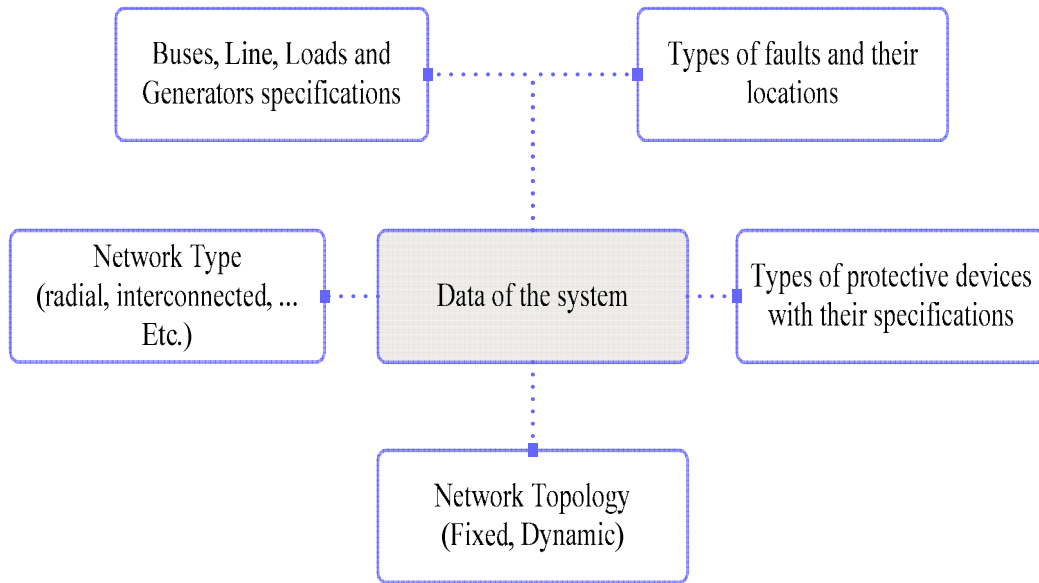 Buses, Line, Loads and
Generators specifications
Types of faults and their
locations
Network Type
(radial, interconnected, ...
Etc.)
Data of the system
Types of protective devices
with their specifications
Network Topology
(Fixed, Dynamic)